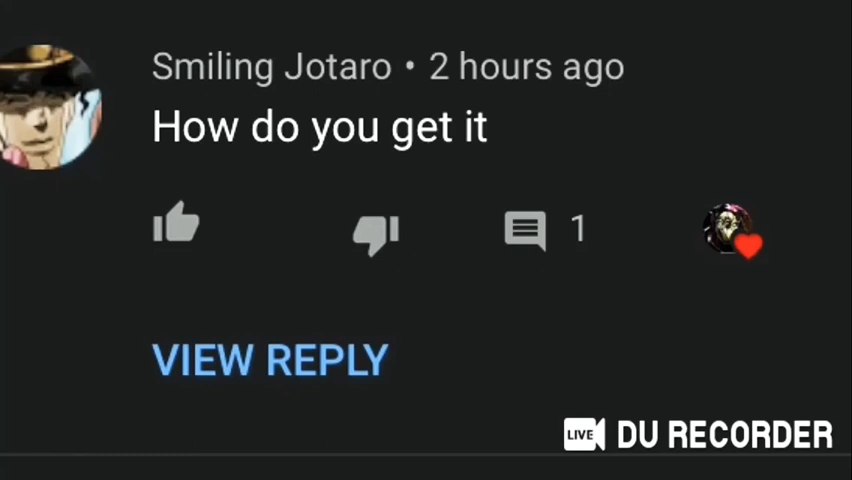 Smiling Jotaro • 2 hours ago
How do you get it
1
VIEW REPLY
LIVE DU RECORDER